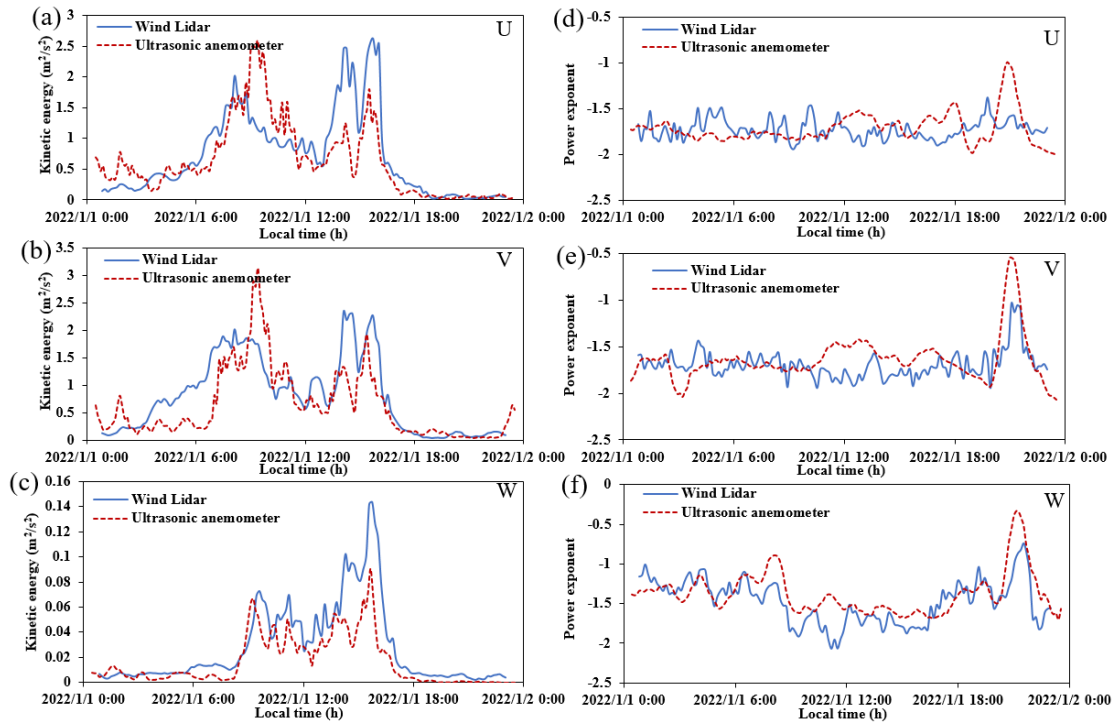 (a)
Wind Lidar
Ultrasonic anemometer
U
Kinetic energy (m²/s²)
3
2.5
2
1.5
1
0.5
0
2022/1/1 0:00 2022/1/1 6:00 2022/1/1 12:00 2022/1/1 18:00 2022/1/2 0:00
Local time (h)
(d)
Wind Lidar
Ultrasonic anemometer
U
Power exponent
-0.5
-1
-1.5
-2
-2.5
2022/1/1 0:00 2022/1/1 6:00 2022/1/1 12:00 2022/1/1 18:00 2022/1/2 0:00
Local time (h)
(b)
Wind Lidar
Ultrasonic anemometer
V
Kinetic energy (m²/s²)
3.5
3
2.5
2
1.5
1
0.5
0
2022/1/1 0:00 2022/1/1 6:00 2022/1/1 12:00 2022/1/1 18:00 2022/1/2 0:00
Local time (h)
(e)
Wind Lidar
Ultrasonic anemometer
V
Power exponent
-0.5
-1
-1.5
-2
-2.5
2022/1/1 0:00 2022/1/1 6:00 2022/1/1 12:00 2022/1/1 18:00 2022/1/2 0:00
Local time (h)
(c)
Wind Lidar
Ultrasonic anemometer
W
Kinetic energy (m²/s²)
0.16
0.14
0.12
0.1
0.08
0.06
0.04
0.02
0
2022/1/1 0:00 2022/1/1 6:00 2022/1/1 12:00 2022/1/1 18:00 2022/1/2 0:00
Local time (h)
(f)
Wind Lidar
Ultrasonic anemometer
W
Power exponent
0
-0.5
-1
-1.5
-2
-2.5
2022/1/1 0:00 2022/1/1 6:00 2022/1/1 12:00 2022/1/1 18:00 2022/1/2 0:00
Local time (h)